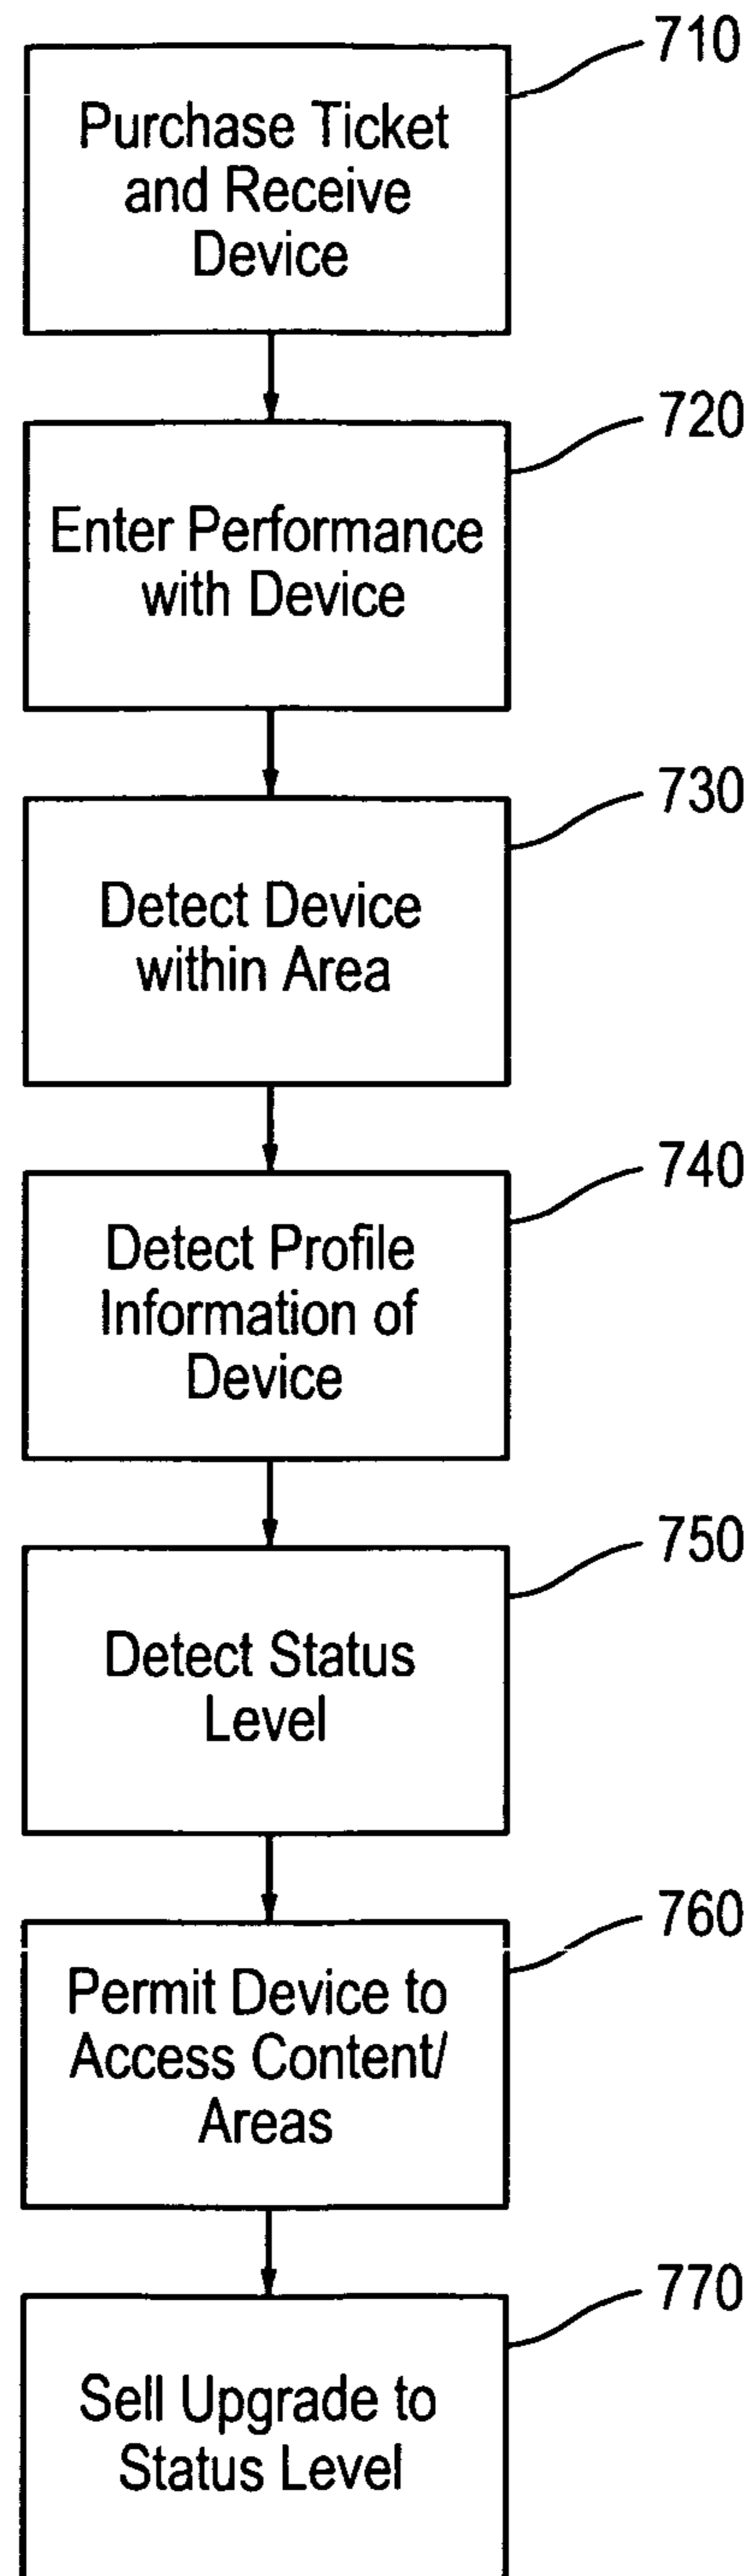 710
Purchase Ticket
and Receive
Device
720
Enter Performance
with Device
730
Detect Device
within Area
740
Detect Profile
Information of
Device
750
Detect Status
Level
760
Permit Device to
Access Content/
Areas
770
Sell Upgrade to
Status Level